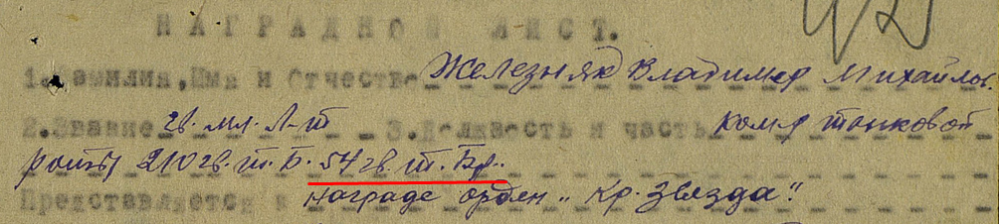 НАГРАДНОЙ ЛИСТ.
1. Фамилия, Имя и Отчество Железняк Владимир Михайлов.
2. Звание гв. мл. л-т 3. Должность и часть ком-р танковой
роты 210 гв. т. Б. 54 гв. т. Бр.
Представляется к награде орден „Кр. Звезда".